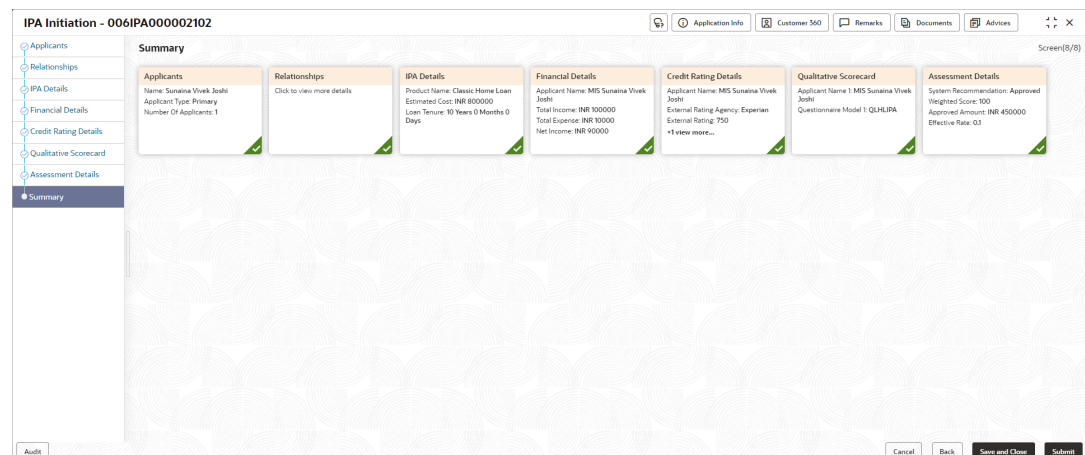 IPA Initiation - 006IPA000002102
Application Info
Customer 360
Remarks
Documents
Advices
Applicants
Relationships
IPA Details
Financial Details
Credit Rating Details
Qualitative Scorecard
Assessment Details
Summary
Summary
Screen(8/8)
Applicants
Name: Sunaina Vivek Joshi
Applicant Type: Primary
Number Of Applicants: 1
Relationships
Click to view more details
IPA Details
Product Name: Classic Home Loan
Estimated Cost: INR 800000
Loan Tenure: 10 Years 0 Months 0
Days
Financial Details
Applicant Name: MIS Sunaina Vivek
Joshi
Total Income: INR 100000
Total Expense: INR 10000
Net Income: INR 90000
Credit Rating Details
Applicant Name: MIS Sunaina Vivek
Joshi
External Rating Agency: Experian
External Rating: 750
+1 view more...
Qualitative Scorecard
Applicant Name 1: MIS Sunaina Vivek
Joshi
Questionnaire Model 1: QLHLIPA
Assessment Details
System Recommendation: Approved
Weighted Score: 100
Approved Amount: INR 450000
Effective Rate: 0.1
Audit
Cancel
Back
Save and Close
Submit